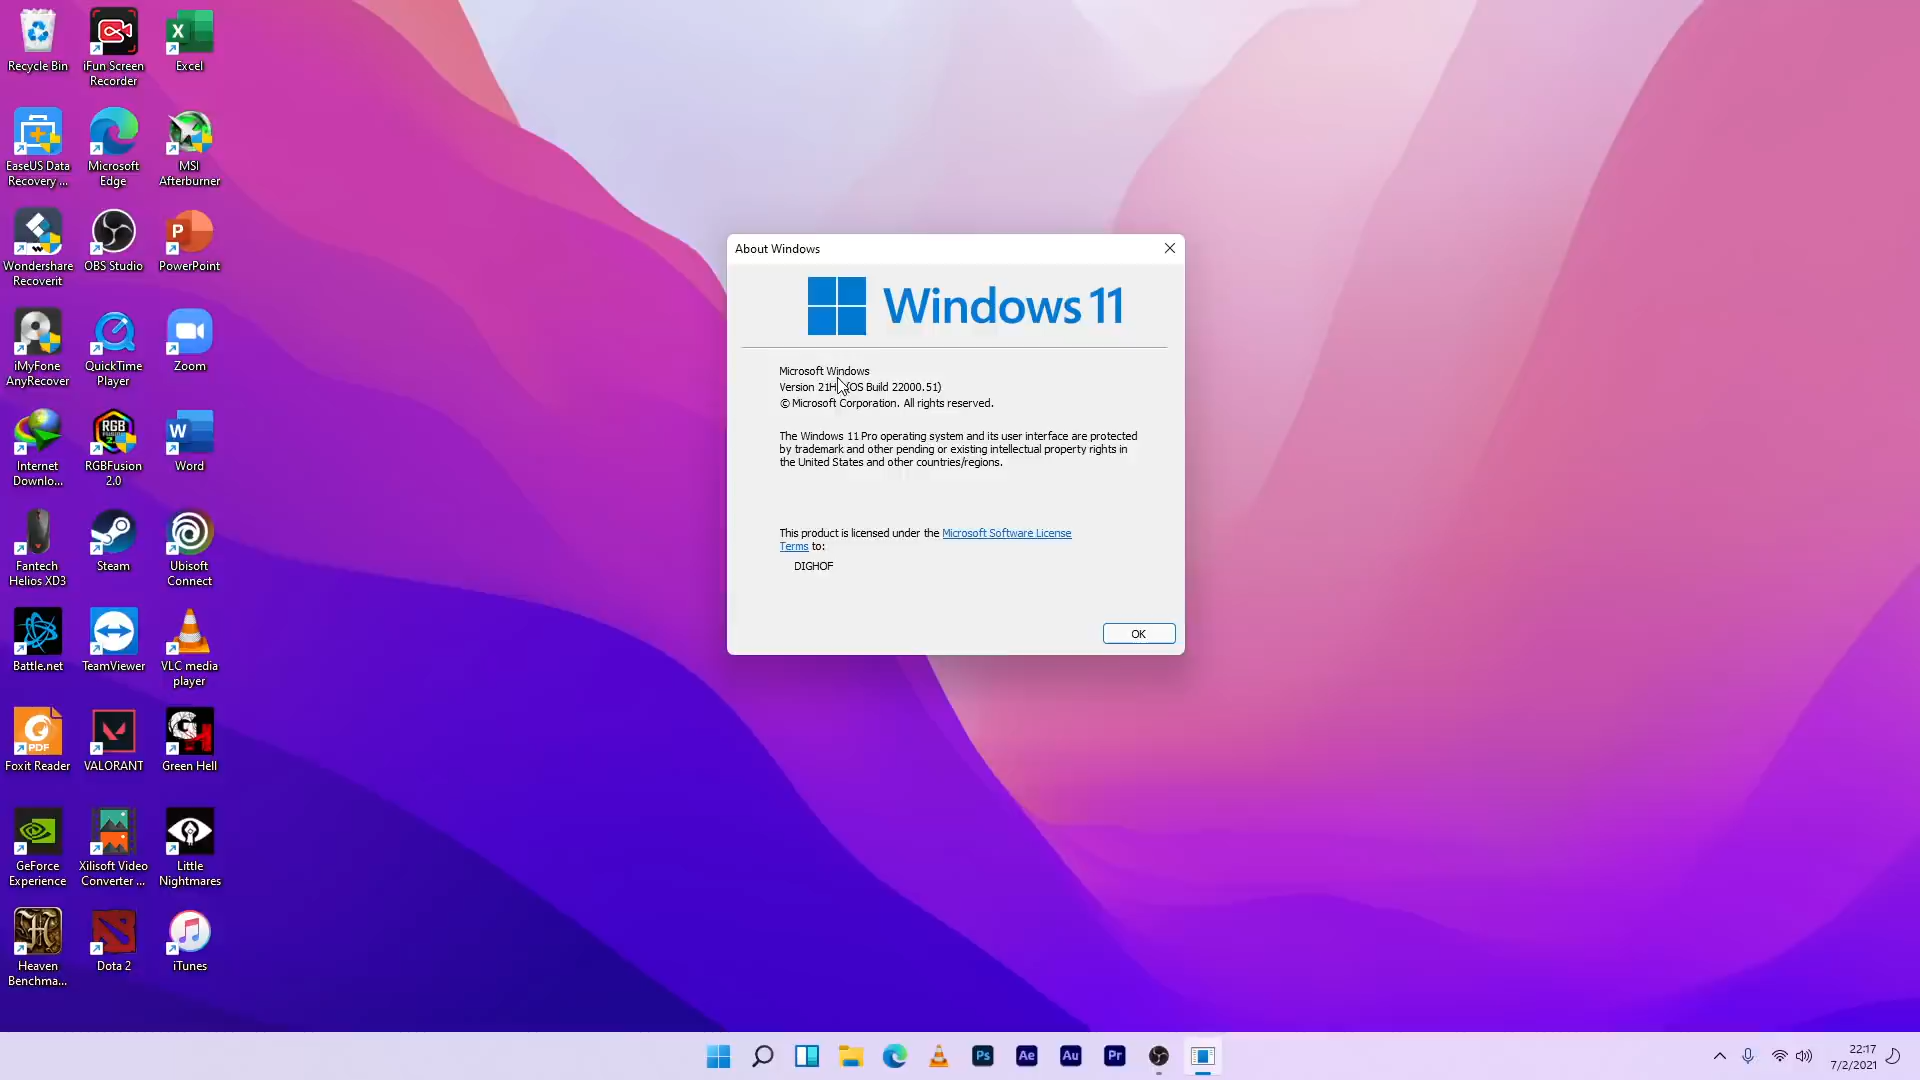 Recycle Bin
iFun Screen
Recorder
Excel
EaseUS Data
Recovery ...
Microsoft
Edge
MSI
Afterburner
Wondershare
Recoverit
OBS Studio
PowerPoint
iMyFone
AnyRecover
QuickTime
Player
Zoom
Internet
Downlo...
RGB
RGBFusion
2.0
Word
Fantech
Helios XD3
Steam
Ubisoft
Connect
Battle.net
TeamViewer
VLC media
player
PDF
Foxit Reader
VALORANT
Green Hell
GeForce
Experience
Xilisoft Video
Converter ...
Little
Nightmares
Heaven
Benchma...
Dota 2
iTunes
About Windows
Windows 11
Microsoft Windows
Version (OS Build 22000.51)
© Microsoft Corporation. All rights reserved.
The Windows 11 Pro operating system and its user interface are protected
by trademark and other pending or existing intellectual property rights in
the United States and other countries/regions.
This product is licensed under the Microsoft Software License
Terms to:
DIGHOF
OK
Ps
Ae
Au
Pr
22:17
7/2/2021